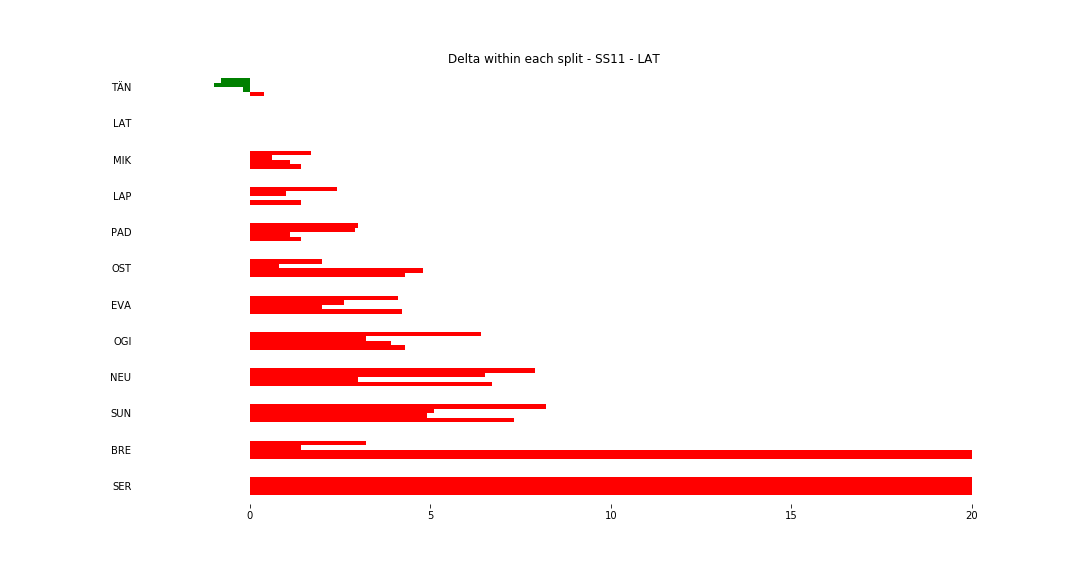 Delta within each split - SS11 - LAT
TÄN
LAT
MIK
LAP
PAD
OST
EVA
OGI
NEU
SUN
BRE
SER
0 5 10 15 20